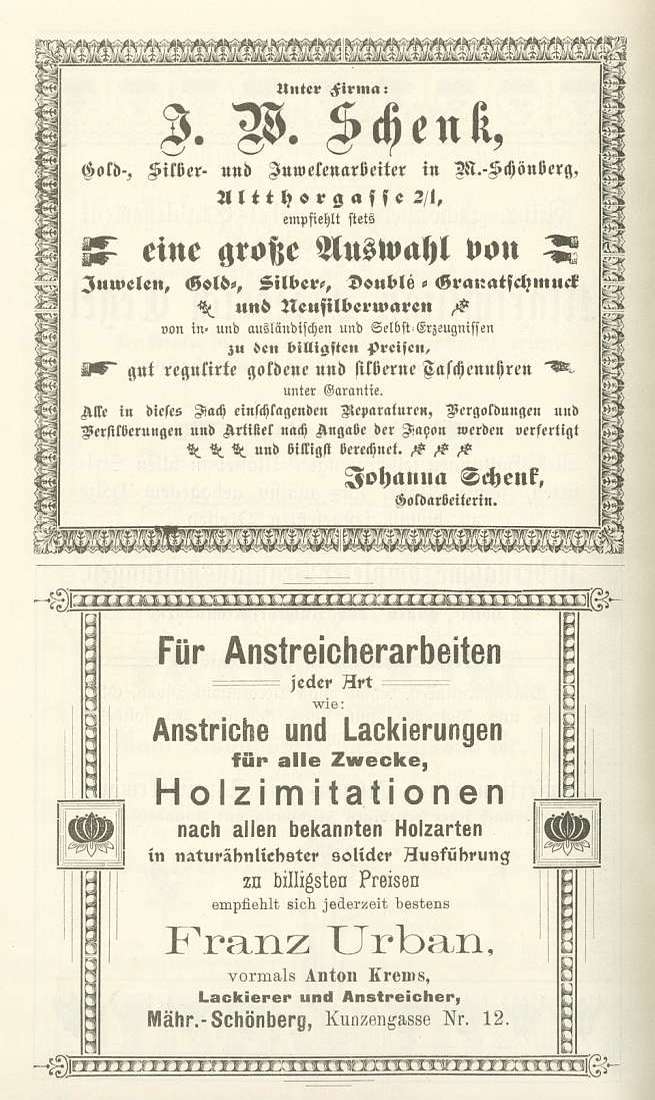 Unter Firma:
J. W. Schenk,
Gold-, Silber- und Juwelenarbeiter in M.-Schönberg,
Altthorgasse 2/1,
empfiehlt stets
eine große Auswahl von
Juwelen, Gold-, Silber-, Doublé-Granatschmuck
und Neusilberwaren
von in- und ausländischen und Selbst-Erzeugnissen
zu den billigsten Preisen,
gut regulirte goldene und silberne Taschenuhren
unter Garantie.
Alle in dieses Fach einschlagenden Reparaturen, Vergoldungen und
Versilberungen und Artikel nach Angabe der Façon werden verfertigt
und billigst berechnet.
Johanna Schenk,
Goldarbeiterin.
Für Anstreicherarbeiten
jeder Art
wie:
Anstriche und Lackierungen
für alle Zwecke,
Holzimitationen
nach allen bekannten Holzarten
in naturähnlichster solider Ausführung
zu billigsten Preisen
empfiehlt sich jederzeit bestens
Franz Urban,
vormals Anton Krems,
Lackierer und Anstreicher,
Mähr.-Schönberg, Kunzengasse Nr. 12.